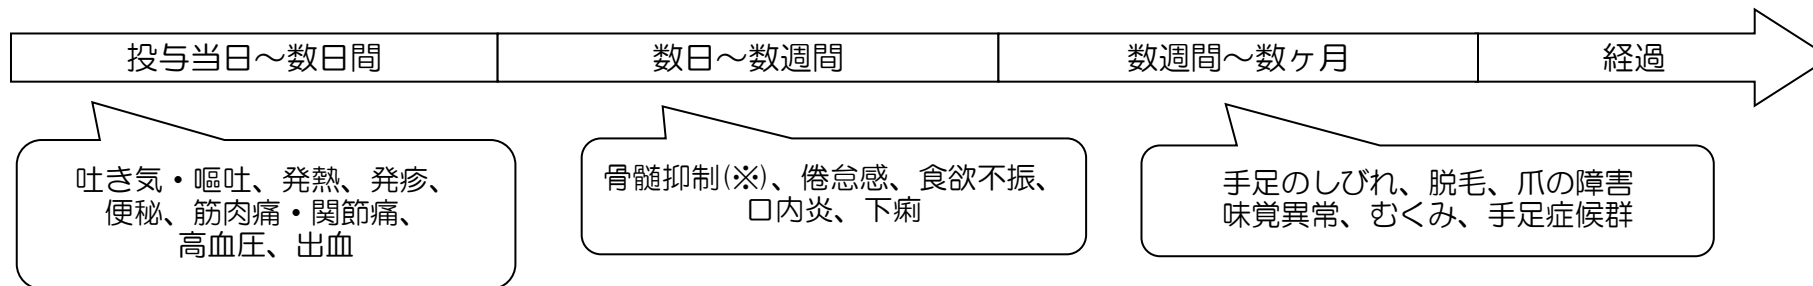 投与当日～数日間
数日～数週間
数週間～数ヶ月
経過
吐き気・嘔吐、発熱、発疹、
便秘、筋肉痛・関節痛、
高血圧、出血
骨髄抑制(※)、倦怠感、食欲不振、
口内炎、下痢
手足のしびれ、脱毛、爪の障害
味覚異常、むくみ、手足症候群